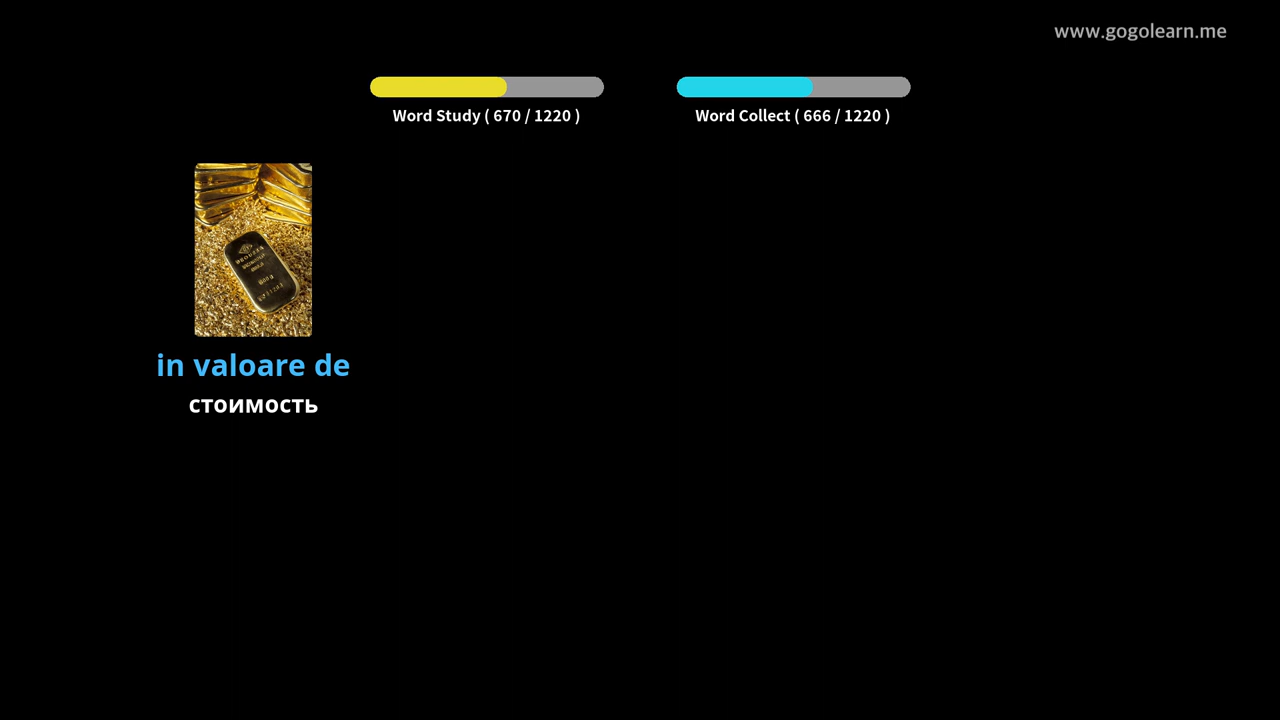 www.gogolearn.me
Word Study ( 670 / 1220 )
Word Collect ( 666 / 1220 )
in valoare de
стоимость